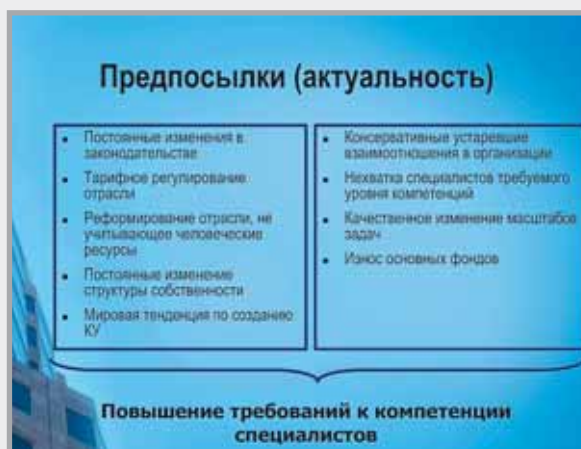 Предпосылки (актуальность)
Постоянные изменения в
законодательстве
Тарифное регулирование
отрасли
Реформирование отрасли, не
учитывающее человеческие
ресурсы
Постоянные изменение
структуры собственности
Мировая тенденция по созданию
КУ
Консервативные устаревшие
взаимоотношения в организации
Нехватка специалистов требуемого
уровня компетенций
Качественное изменение масштабов
задач
Износ основных фондов
Повышение требований к компетенции
специалистов